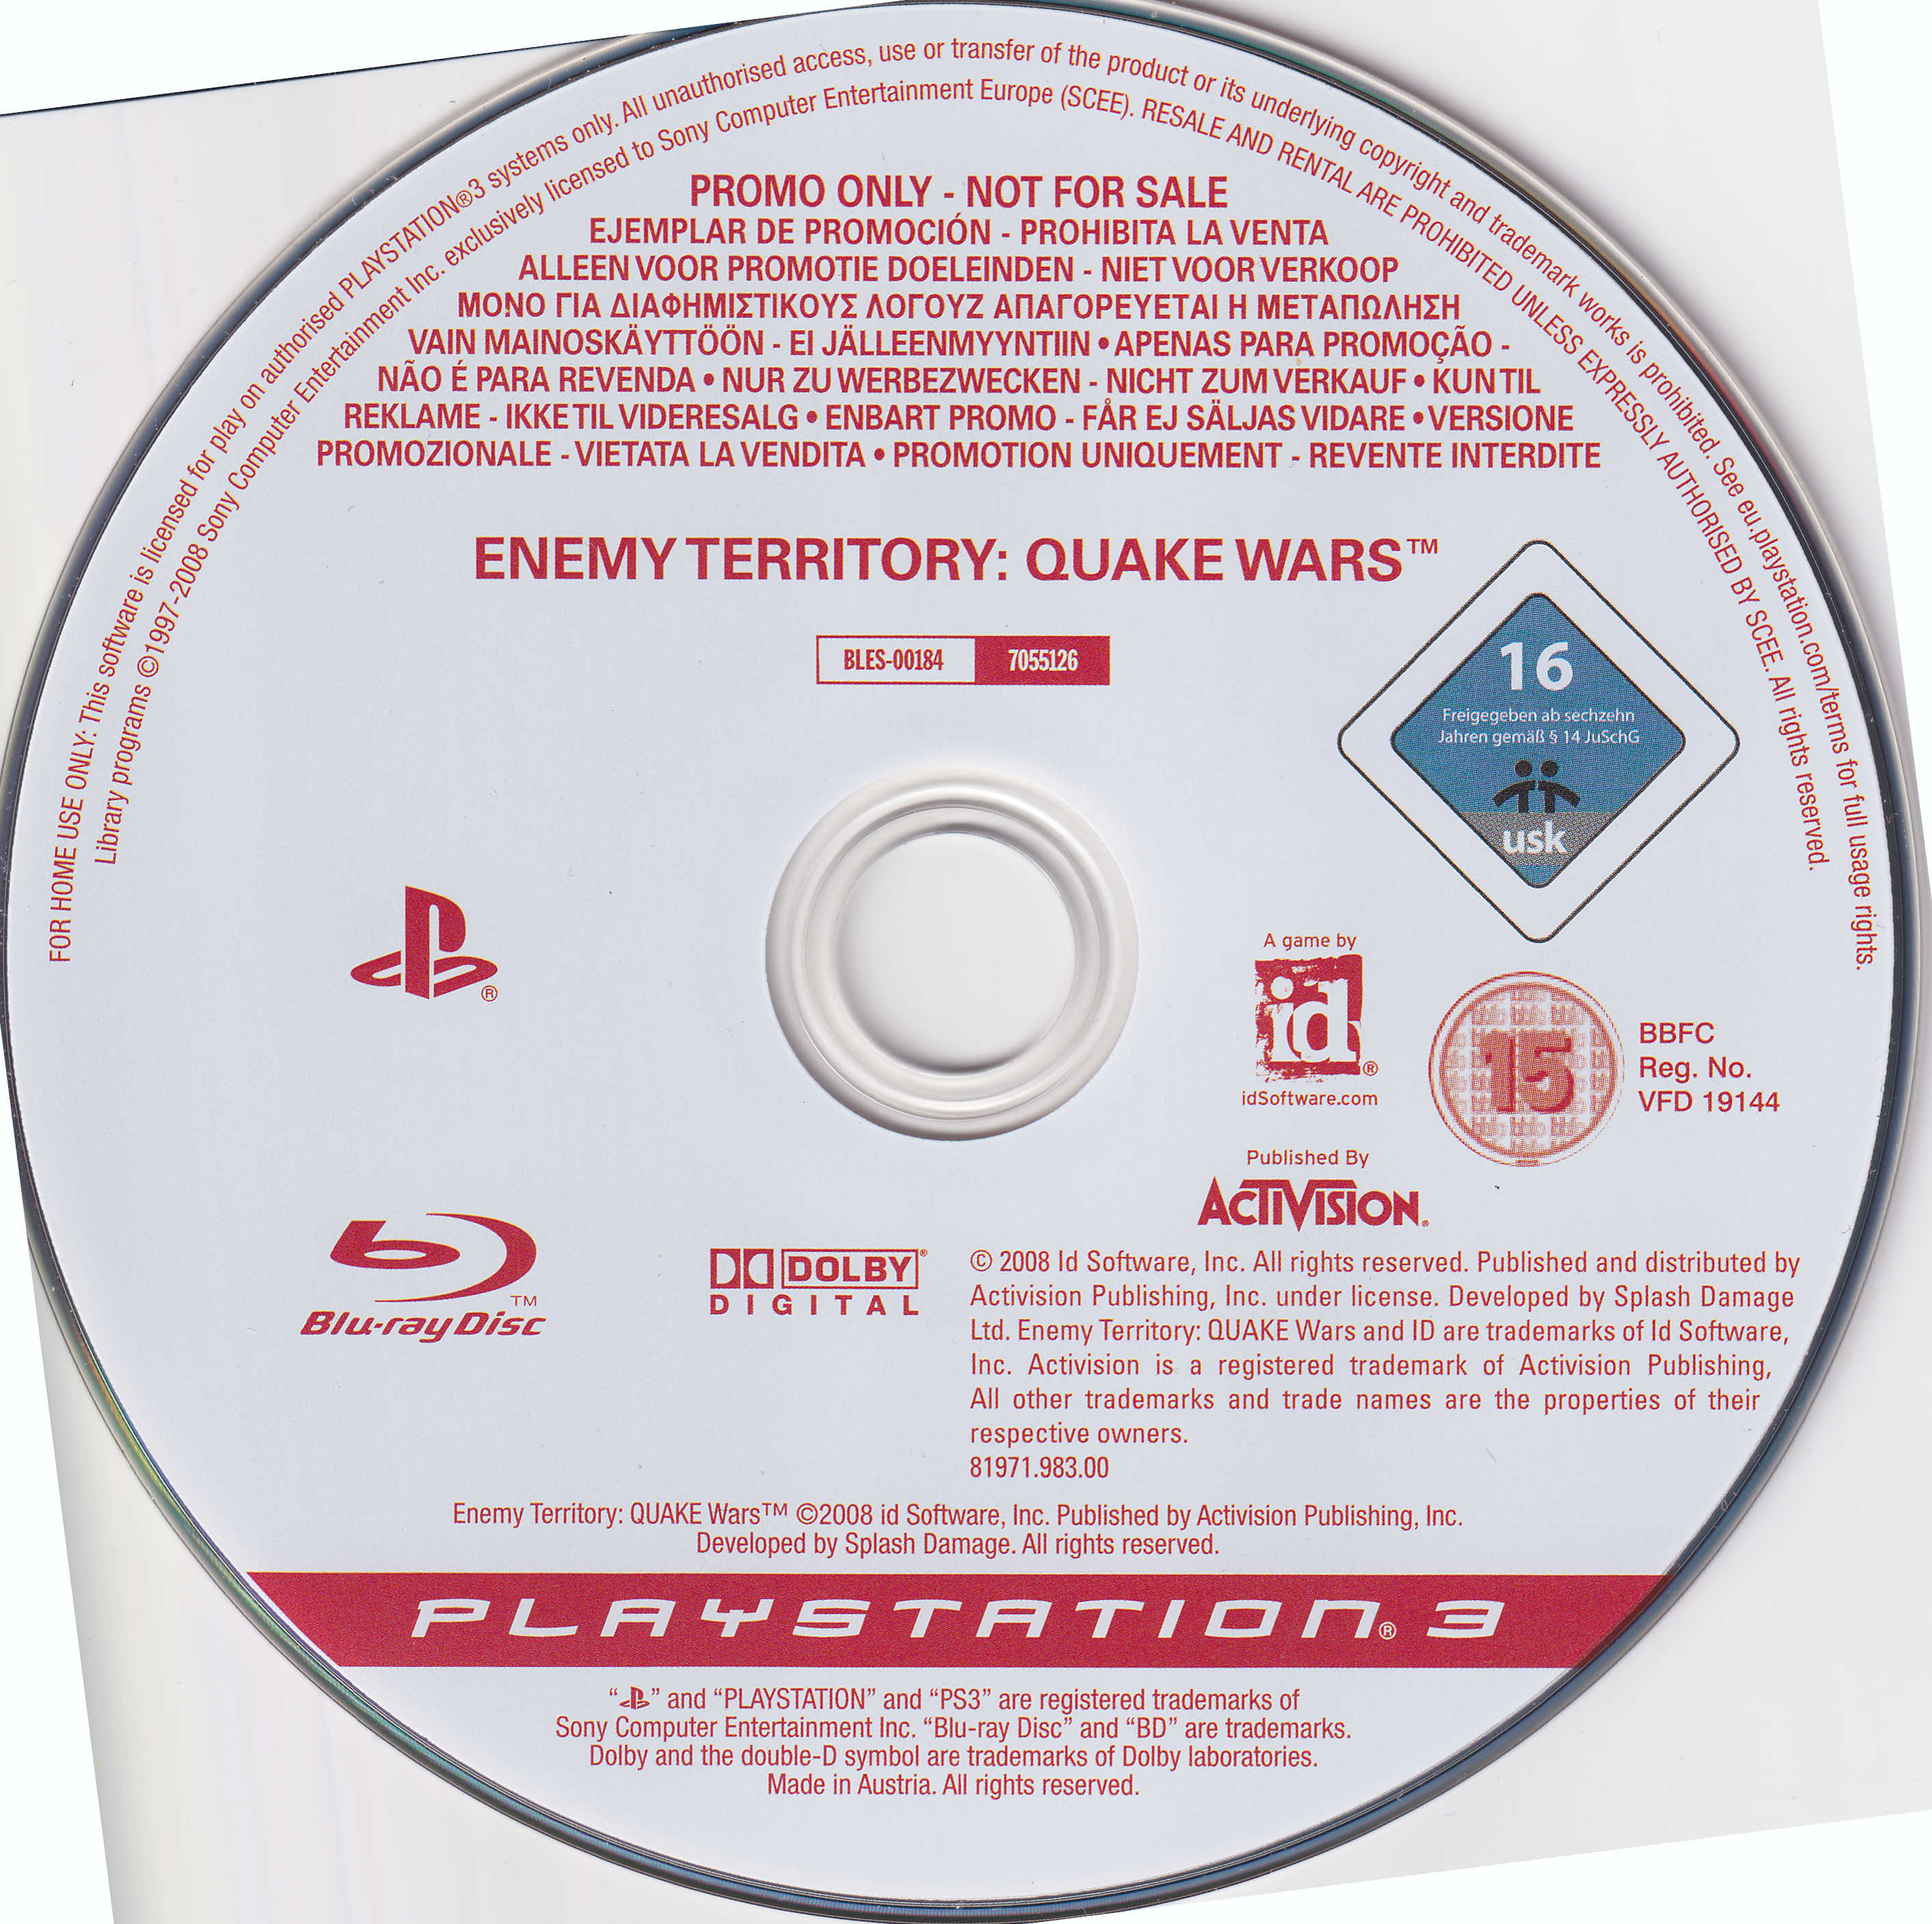 FOR HOME USE ONLY: This software is licensed for play on authorised PLAYSTATION®3 systems only. All unauthorised access, use or transfer of the product or its underlying copyright and trademark works is prohibited. See eu.playstation.com/terms for full usage rights.
Library programs ©1997-2008 Sony Computer Entertainment Inc. exclusively licensed to Sony Computer Entertainment Europe (SCEE). RESALE AND RENTAL ARE PROHIBITED UNLESS EXPRESSLY AUTHORISED BY SCEE. All rights reserved.
PROMO ONLY - NOT FOR SALE
EJEMPLAR DE PROMOCIÓN - PROHIBITA LA VENTA
ALLEEN VOOR PROMOTIE DOELEINDEN - NIET VOOR VERKOOP
ΜΟΝΟ ΓΙΑ ΔΙΑΦΗΜΙΣΤΙΚΟΥΣ ΛΟΓΟΥΖ ΑΠΑΓΟΡΕΥΕΤΑΙ Η ΜΕΤΑΠΩΛΗΣΗ
VAIN MAINOSKÄYTTÖÖN - EI JÄLLEENMYYNTIIN • APENAS PARA PROMOÇÃO -
NÃO É PARA REVENDA • NUR ZU WERBEZWECKEN - NICHT ZUM VERKAUF • KUN TIL
REKLAME - IKKE TIL VIDERESALG • ENBART PROMO - FÅR EJ SÄLJAS VIDARE • VERSIONE
PROMOZIONALE - VIETATA LA VENDITA • PROMOTION UNIQUEMENT - REVENTE INTERDITE
ENEMY TERRITORY: QUAKE WARS™
BLES-00184 7055126
16
Freigegeben ab sechzehn
Jahren gemäß § 14 JuSchG
usk
A game by
id®
idSoftware.com
15
BBFC
Reg. No.
VFD 19144
Published By
ACTIVISION.
Blu-ray Disc™
DOLBY®
DIGITAL
© 2008 Id Software, Inc. All rights reserved. Published and distributed by
Activision Publishing, Inc. under license. Developed by Splash Damage
Ltd. Enemy Territory: QUAKE Wars and ID are trademarks of Id Software,
Inc. Activision is a registered trademark of Activision Publishing,
All other trademarks and trade names are the properties of their
respective owners.
81971.983.00
Enemy Territory: QUAKE Wars™ ©2008 id Software, Inc. Published by Activision Publishing, Inc.
Developed by Splash Damage. All rights reserved.
PLAYSTATION®3
“ ” and “PLAYSTATION” and “PS3” are registered trademarks of
Sony Computer Entertainment Inc. “Blu-ray Disc” and “BD” are trademarks.
Dolby and the double-D symbol are trademarks of Dolby laboratories.
Made in Austria. All rights reserved.